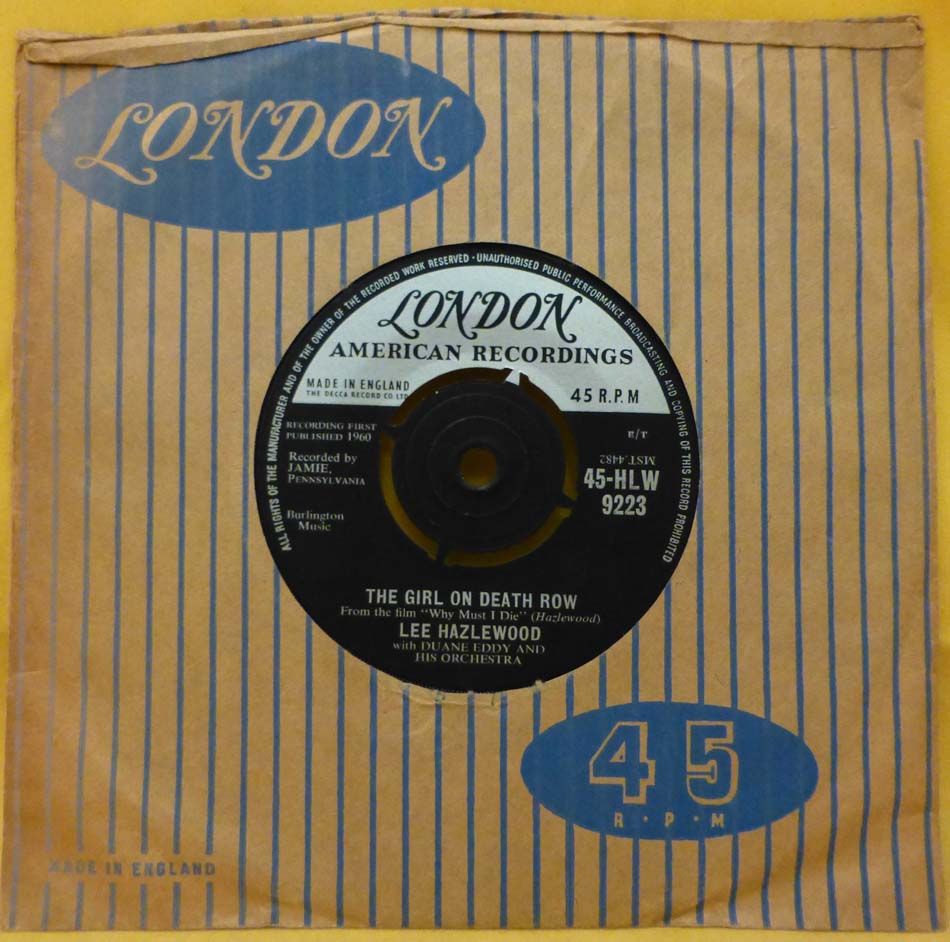 LONDON
ALL RIGHTS OF THE MANUFACTURER AND OF THE OWNER OF THE RECORDED WORK RESERVED · UNAUTHORISED PUBLIC PERFORMANCE BROADCASTING AND COPYING OF THIS RECORD PROHIBITED
LONDON
AMERICAN RECORDINGS
MADE IN ENGLAND
THE DECCA RECORD CO LTD
45 R.P.M
RECORDING FIRST
PUBLISHED 1960
E/T
Recorded by
JAMIE,
PENNSYLVANIA
MST.4482
45-HLW
9223
Burlington
Music
THE GIRL ON DEATH ROW
From the film "Why Must I Die" (Hazlewood)
LEE HAZLEWOOD
with DUANE EDDY AND
HIS ORCHESTRA
45
R·P·M
MADE IN ENGLAND